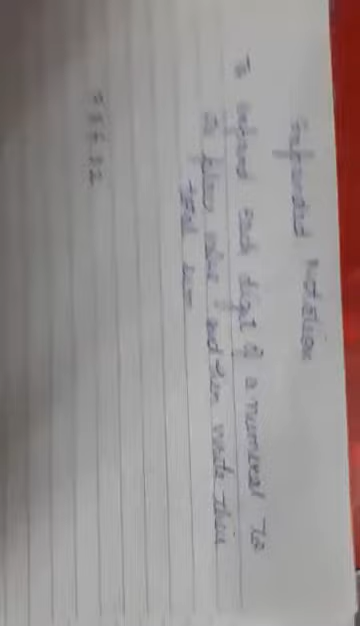 Expanded Notation
To expand each digit of a numeral to
its place value and then write their
total sum